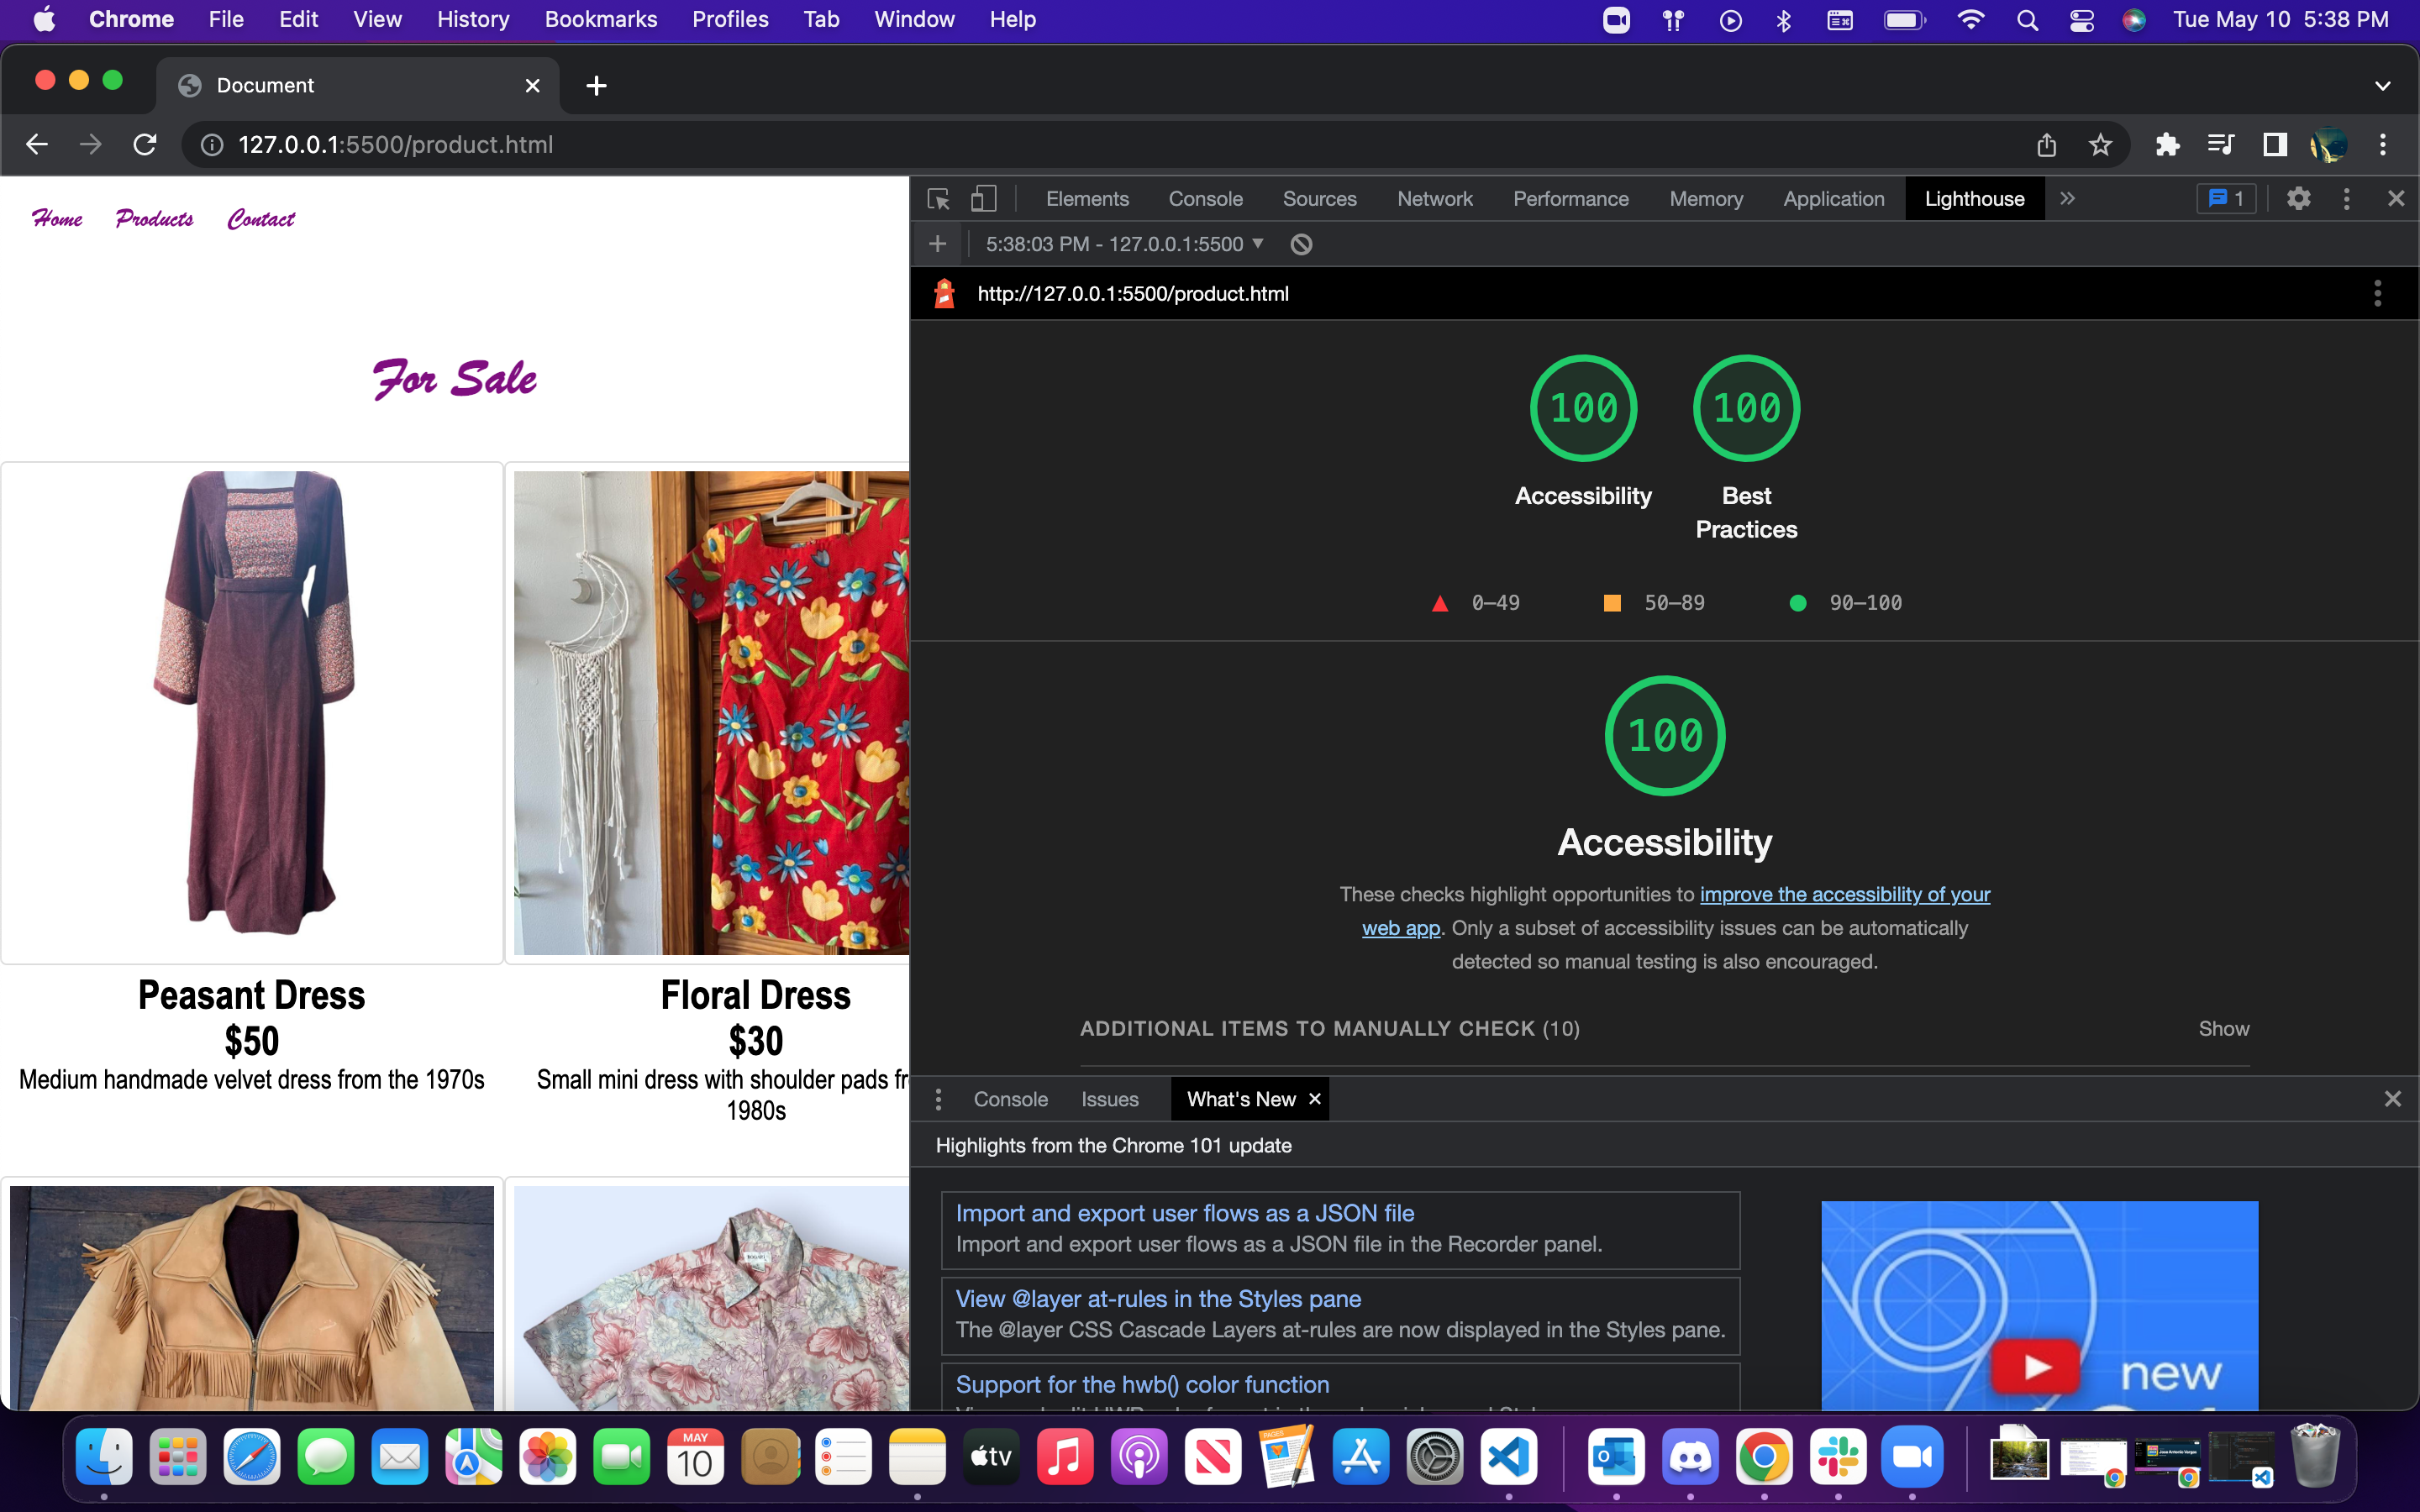 Chrome File Edit View History Bookmarks Profiles Tab Window Help Tue May 10 5:38 PM
Document
127.0.0.1:5500/product.html
Home Products Contact
For Sale
Peasant Dress
$50
Medium handmade velvet dress from the 1970s
Floral Dress
$30
Small mini dress with shoulder pads fr
1980s
Elements Console Sources Network Performance Memory Application Lighthouse » 1
5:38:03 PM - 127.0.0.1:5500
http://127.0.0.1:5500/product.html
100 100
Accessibility Best
Practices
0–49 50–89 90–100
100
Accessibility
These checks highlight opportunities to improve the accessibility of your
web app. Only a subset of accessibility issues can be automatically
detected so manual testing is also encouraged.
ADDITIONAL ITEMS TO MANUALLY CHECK (10) Show
Console Issues What's New
Highlights from the Chrome 101 update
Import and export user flows as a JSON file
Import and export user flows as a JSON file in the Recorder panel.
View @layer at-rules in the Styles pane
The @layer CSS Cascade Layers at-rules are now displayed in the Styles pane.
Support for the hwb() color function
new
MAY
10
tv
PAGES